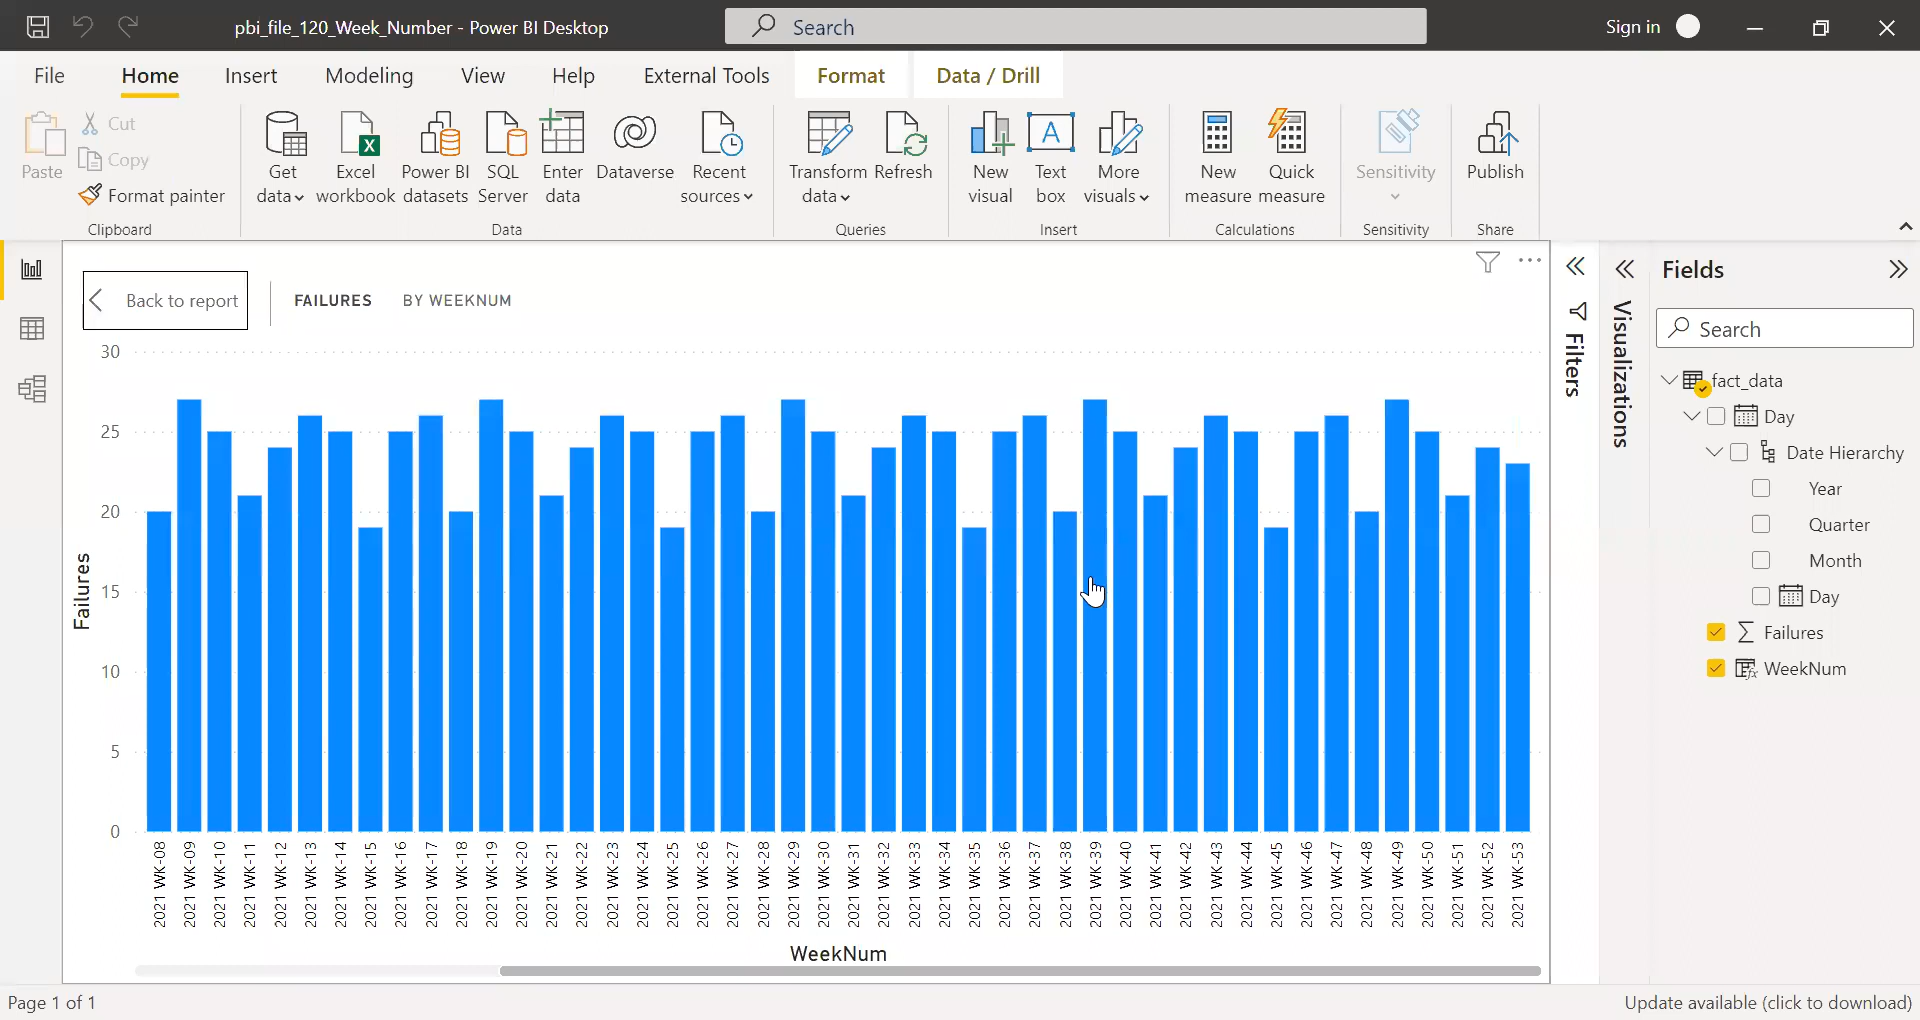 pbi_file_120_Week_Number - Power BI Desktop
Search
Sign in
File Home Insert Modeling View Help External Tools Format Data / Drill
Paste
Cut
Copy
Format painter
Clipboard
Get data
Excel workbook
Power BI datasets
SQL Server
Enter data
Dataverse
Recent sources
Data
Transform data
Refresh
Queries
New visual
Text box
More visuals
Insert
New measure
Quick measure
Calculations
Sensitivity
Sensitivity
Publish
Share
Back to report
FAILURES BY WEEKNUM
Failures
30
25
20
15
10
5
0
2021 WK-08
2021 WK-09
2021 WK-10
2021 WK-11
2021 WK-12
2021 WK-13
2021 WK-14
2021 WK-15
2021 WK-16
2021 WK-17
2021 WK-18
2021 WK-19
2021 WK-20
2021 WK-21
2021 WK-22
2021 WK-23
2021 WK-24
2021 WK-25
2021 WK-26
2021 WK-27
2021 WK-28
2021 WK-29
2021 WK-30
2021 WK-31
2021 WK-32
2021 WK-33
2021 WK-34
2021 WK-35
2021 WK-36
2021 WK-37
2021 WK-38
2021 WK-39
2021 WK-40
2021 WK-41
2021 WK-42
2021 WK-43
2021 WK-44
2021 WK-45
2021 WK-46
2021 WK-47
2021 WK-48
2021 WK-49
2021 WK-50
2021 WK-51
2021 WK-52
2021 WK-53
WeekNum
Filters
Visualizations
Fields
Search
fact_data
Day
Date Hierarchy
Year
Quarter
Month
Day
Failures
WeekNum
Page 1 of 1
Update available (click to download)